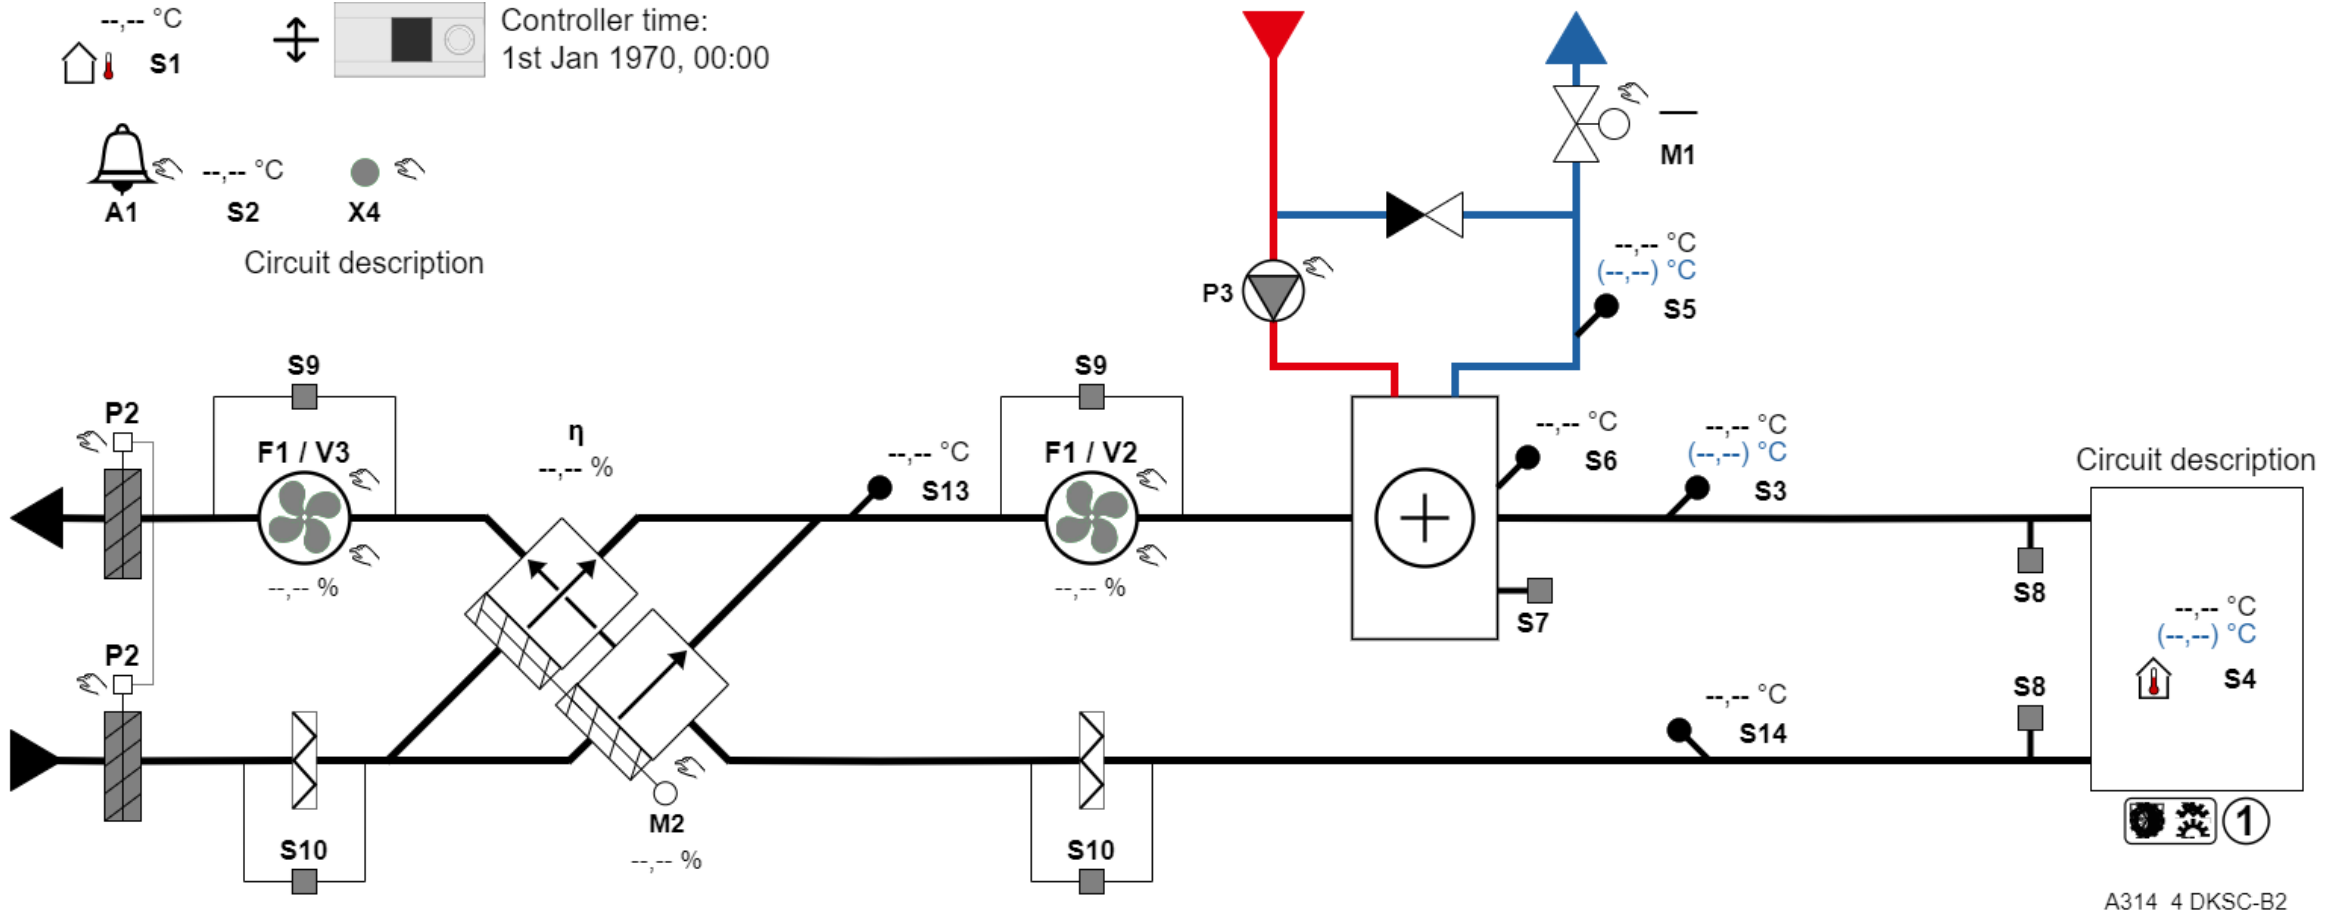 --,-- °C
S1
Controller time:
1st Jan 1970, 00:00
A1
--,-- °C
S2
X4
Circuit description
M1
--,-- °C
(--,--) °C
S5
P3
S9
S9
P2
F1 / V3
η
--,-- %
--,-- °C
S13
F1 / V2
--,-- °C
S6
--,-- °C
(--,--) °C
S3
Circuit description
--,-- %
--,-- %
S7
S8
--,-- °C
(--,--) °C
S4
P2
S8
--,-- °C
S14
M2
--,-- %
S10
S10
1
A314 4 DKSC-B2